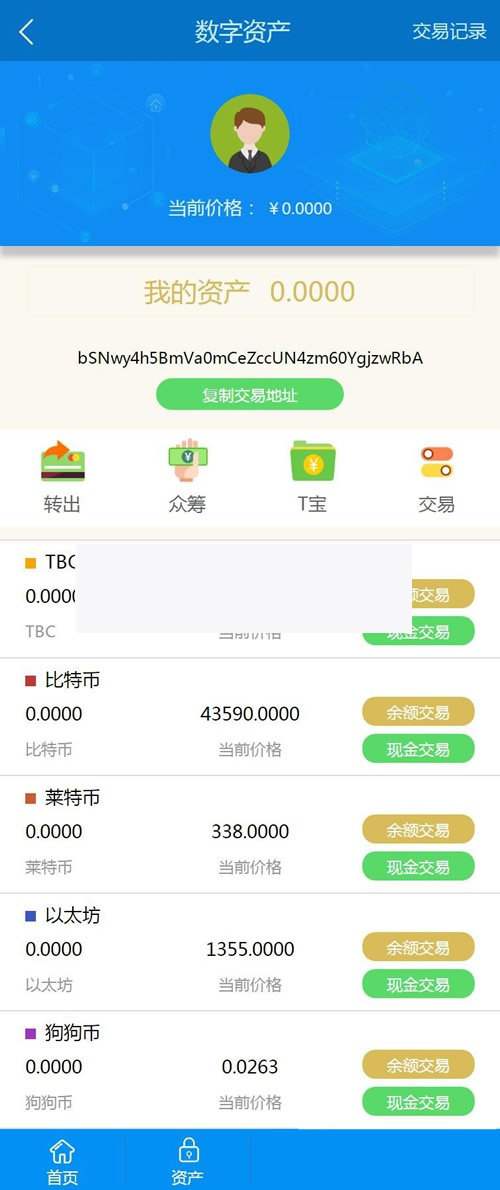 数字资产
交易记录
当前价格： ￥0.0000
我的资产 0.0000
bSNwy4h5BmVa0mCeZccUN4zm60YgjzwRbA
复制交易地址
转出 众筹 T宝 交易
TBC
0.0000 余额交易
TBC 当前价格 现金交易
比特币
0.0000 43590.0000 余额交易
比特币 当前价格 现金交易
莱特币
0.0000 338.0000 余额交易
莱特币 当前价格 现金交易
以太坊
0.0000 1355.0000 余额交易
以太坊 当前价格 现金交易
狗狗币
0.0000 0.0263 余额交易
狗狗币 当前价格 现金交易
首页 资产